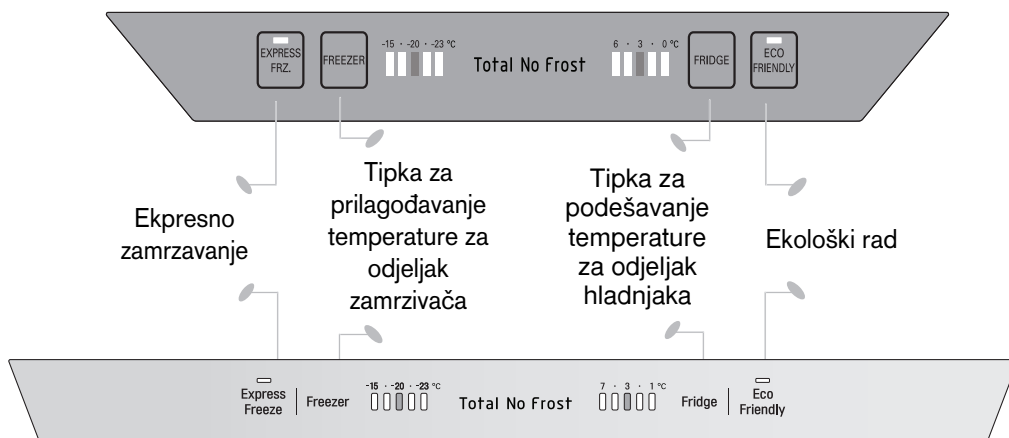 EXPRESS
FRZ.
FREEZER
-15 · -20 · -23 °C
Total No Frost
6 · 3 · 0 °C
FRIDGE
ECO
FRIENDLY
Ekpresno
zamrzavanje
Tipka za
prilagođavanje
temperature za
odjeljak
zamrzivača
Tipka za
podešavanje
temperature
za odjeljak
hladnjaka
Ekološki rad
Express
Freeze
Freezer
-15 · -20 · -23 °C
Total No Frost
7 · 3 · 1 °C
Fridge
Eco
Friendly